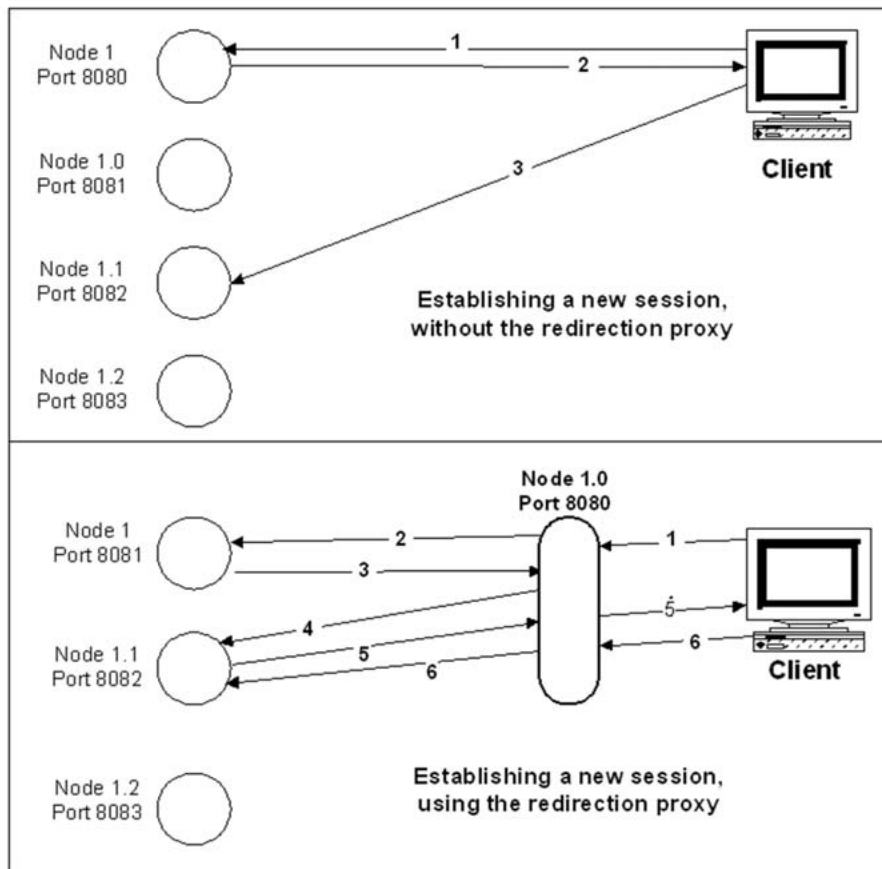 Node 1
Port 8080
1
2
Node 1.0
Port 8081
3
Client
Node 1.1
Port 8082
Establishing a new session,
without the redirection proxy
Node 1.2
Port 8083
Node 1.0
Port 8080
Node 1
Port 8081
2
1
3
4
5
Node 1.1
Port 8082
5
6
6
Client
Node 1.2
Port 8083
Establishing a new session,
using the redirection proxy